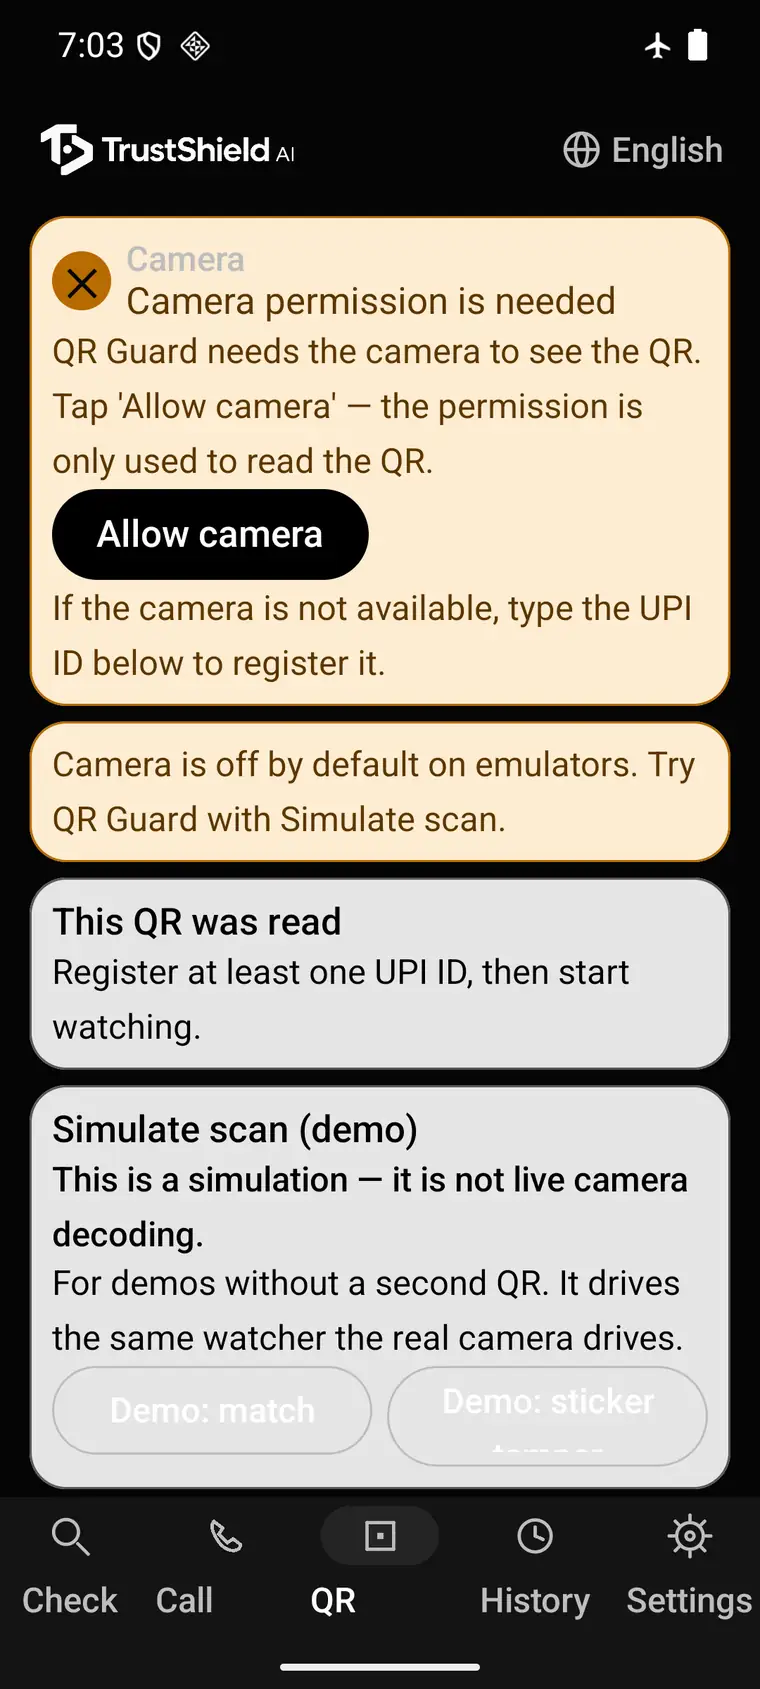 7:03
TrustShield AI
English
Camera
Camera permission is needed
QR Guard needs the camera to see the QR.
Tap 'Allow camera' — the permission is
only used to read the QR.
Allow camera
If the camera is not available, type the UPI
ID below to register it.
Camera is off by default on emulators. Try
QR Guard with Simulate scan.
This QR was read
Register at least one UPI ID, then start
watching.
Simulate scan (demo)
This is a simulation — it is not live camera
decoding.
For demos without a second QR. It drives
the same watcher the real camera drives.
Demo: match
Demo: sticker
Check
Call
QR
History
Settings